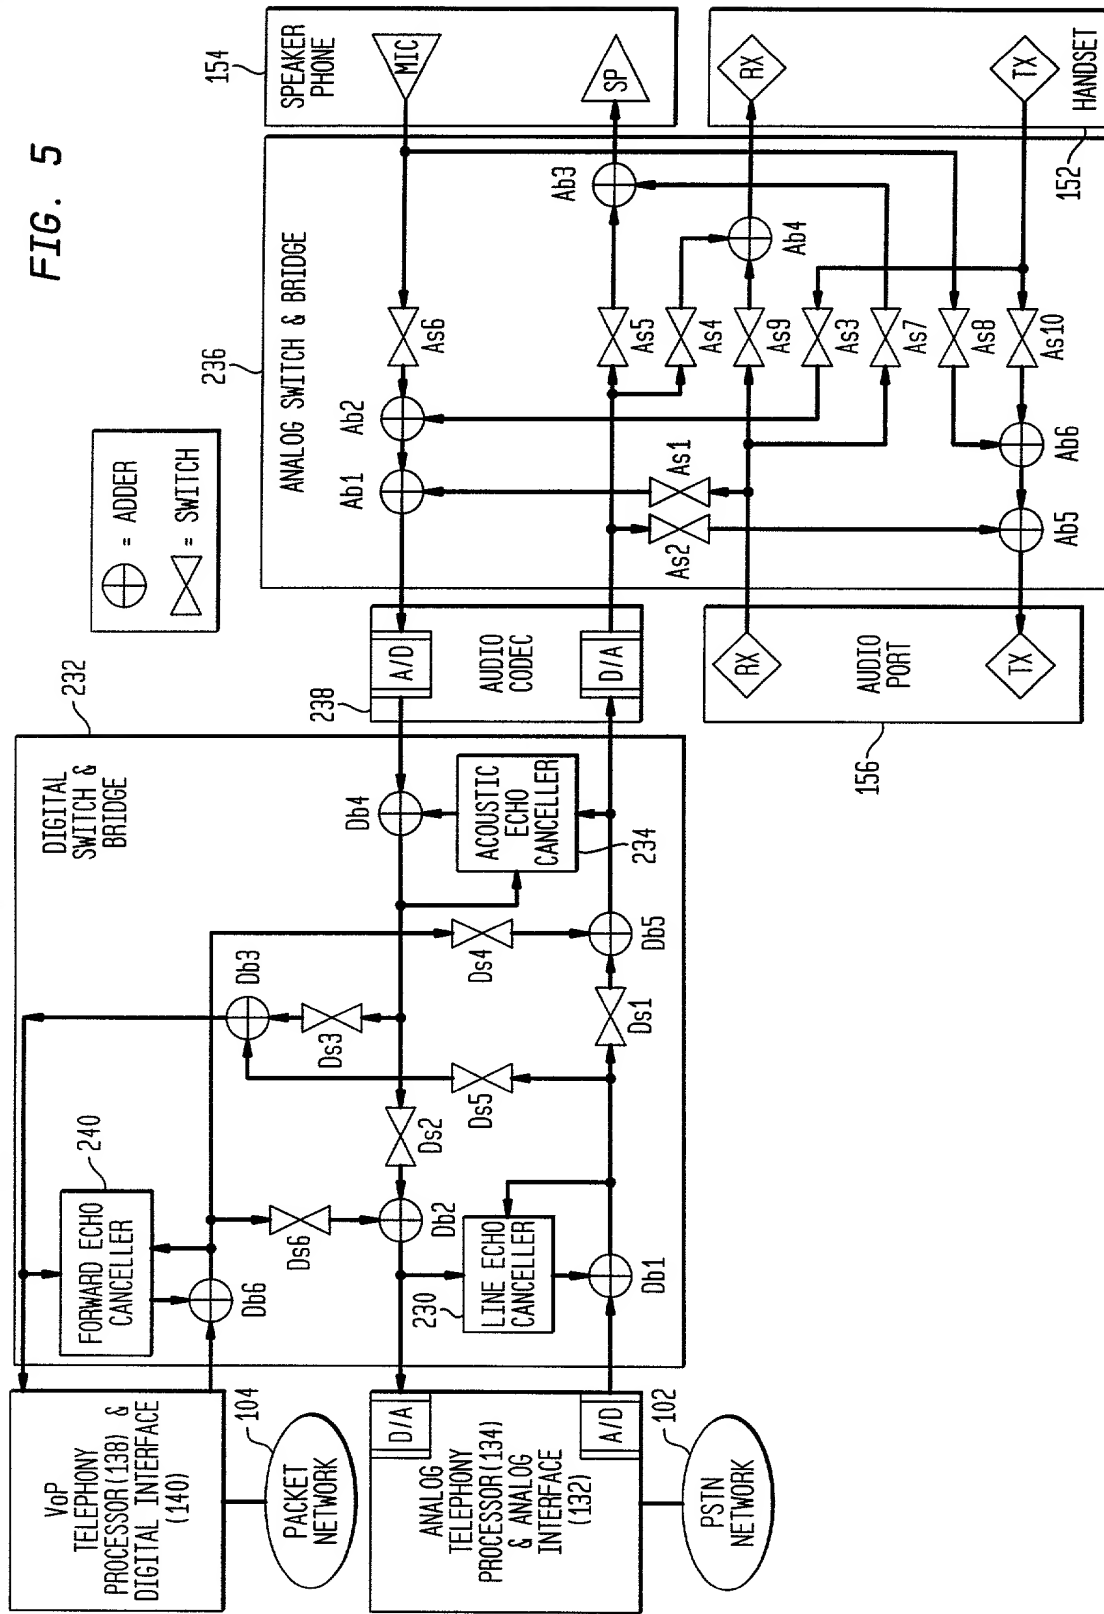 FIG. 5
= ADDER
= SWITCH
232
DIGITAL
SWITCH &
BRIDGE
240
FORWARD ECHO
CANCELLER
Db6
Ds6
Db3
Ds3
Ds4
Ds5
Ds2
Db2
230
LINE ECHO
CANCELLER
Db1
Ds1
Db5
Db4
ACOUSTIC
ECHO
CANCELLER
234
VoP
TELEPHONY
PROCESSOR(138) &
DIGITAL INTERFACE
(140)
104
PACKET
NETWORK
D/A
ANALOG
TELEPHONY
PROCESSOR(134)
& ANALOG
INTERFACE
(132)
A/D
102
PSTN
NETWORK
238
A/D
AUDIO
CODEC
D/A
RX
AUDIO
PORT
TX
156
236
ANALOG SWITCH & BRIDGE
Ab1
Ab2
As6
As1
As2
As5
As4
As9
As3
As7
As8
As10
Ab3
Ab4
Ab5
Ab6
154
SPEAKER
PHONE
MIC
SP
RX
TX
HANDSET
152